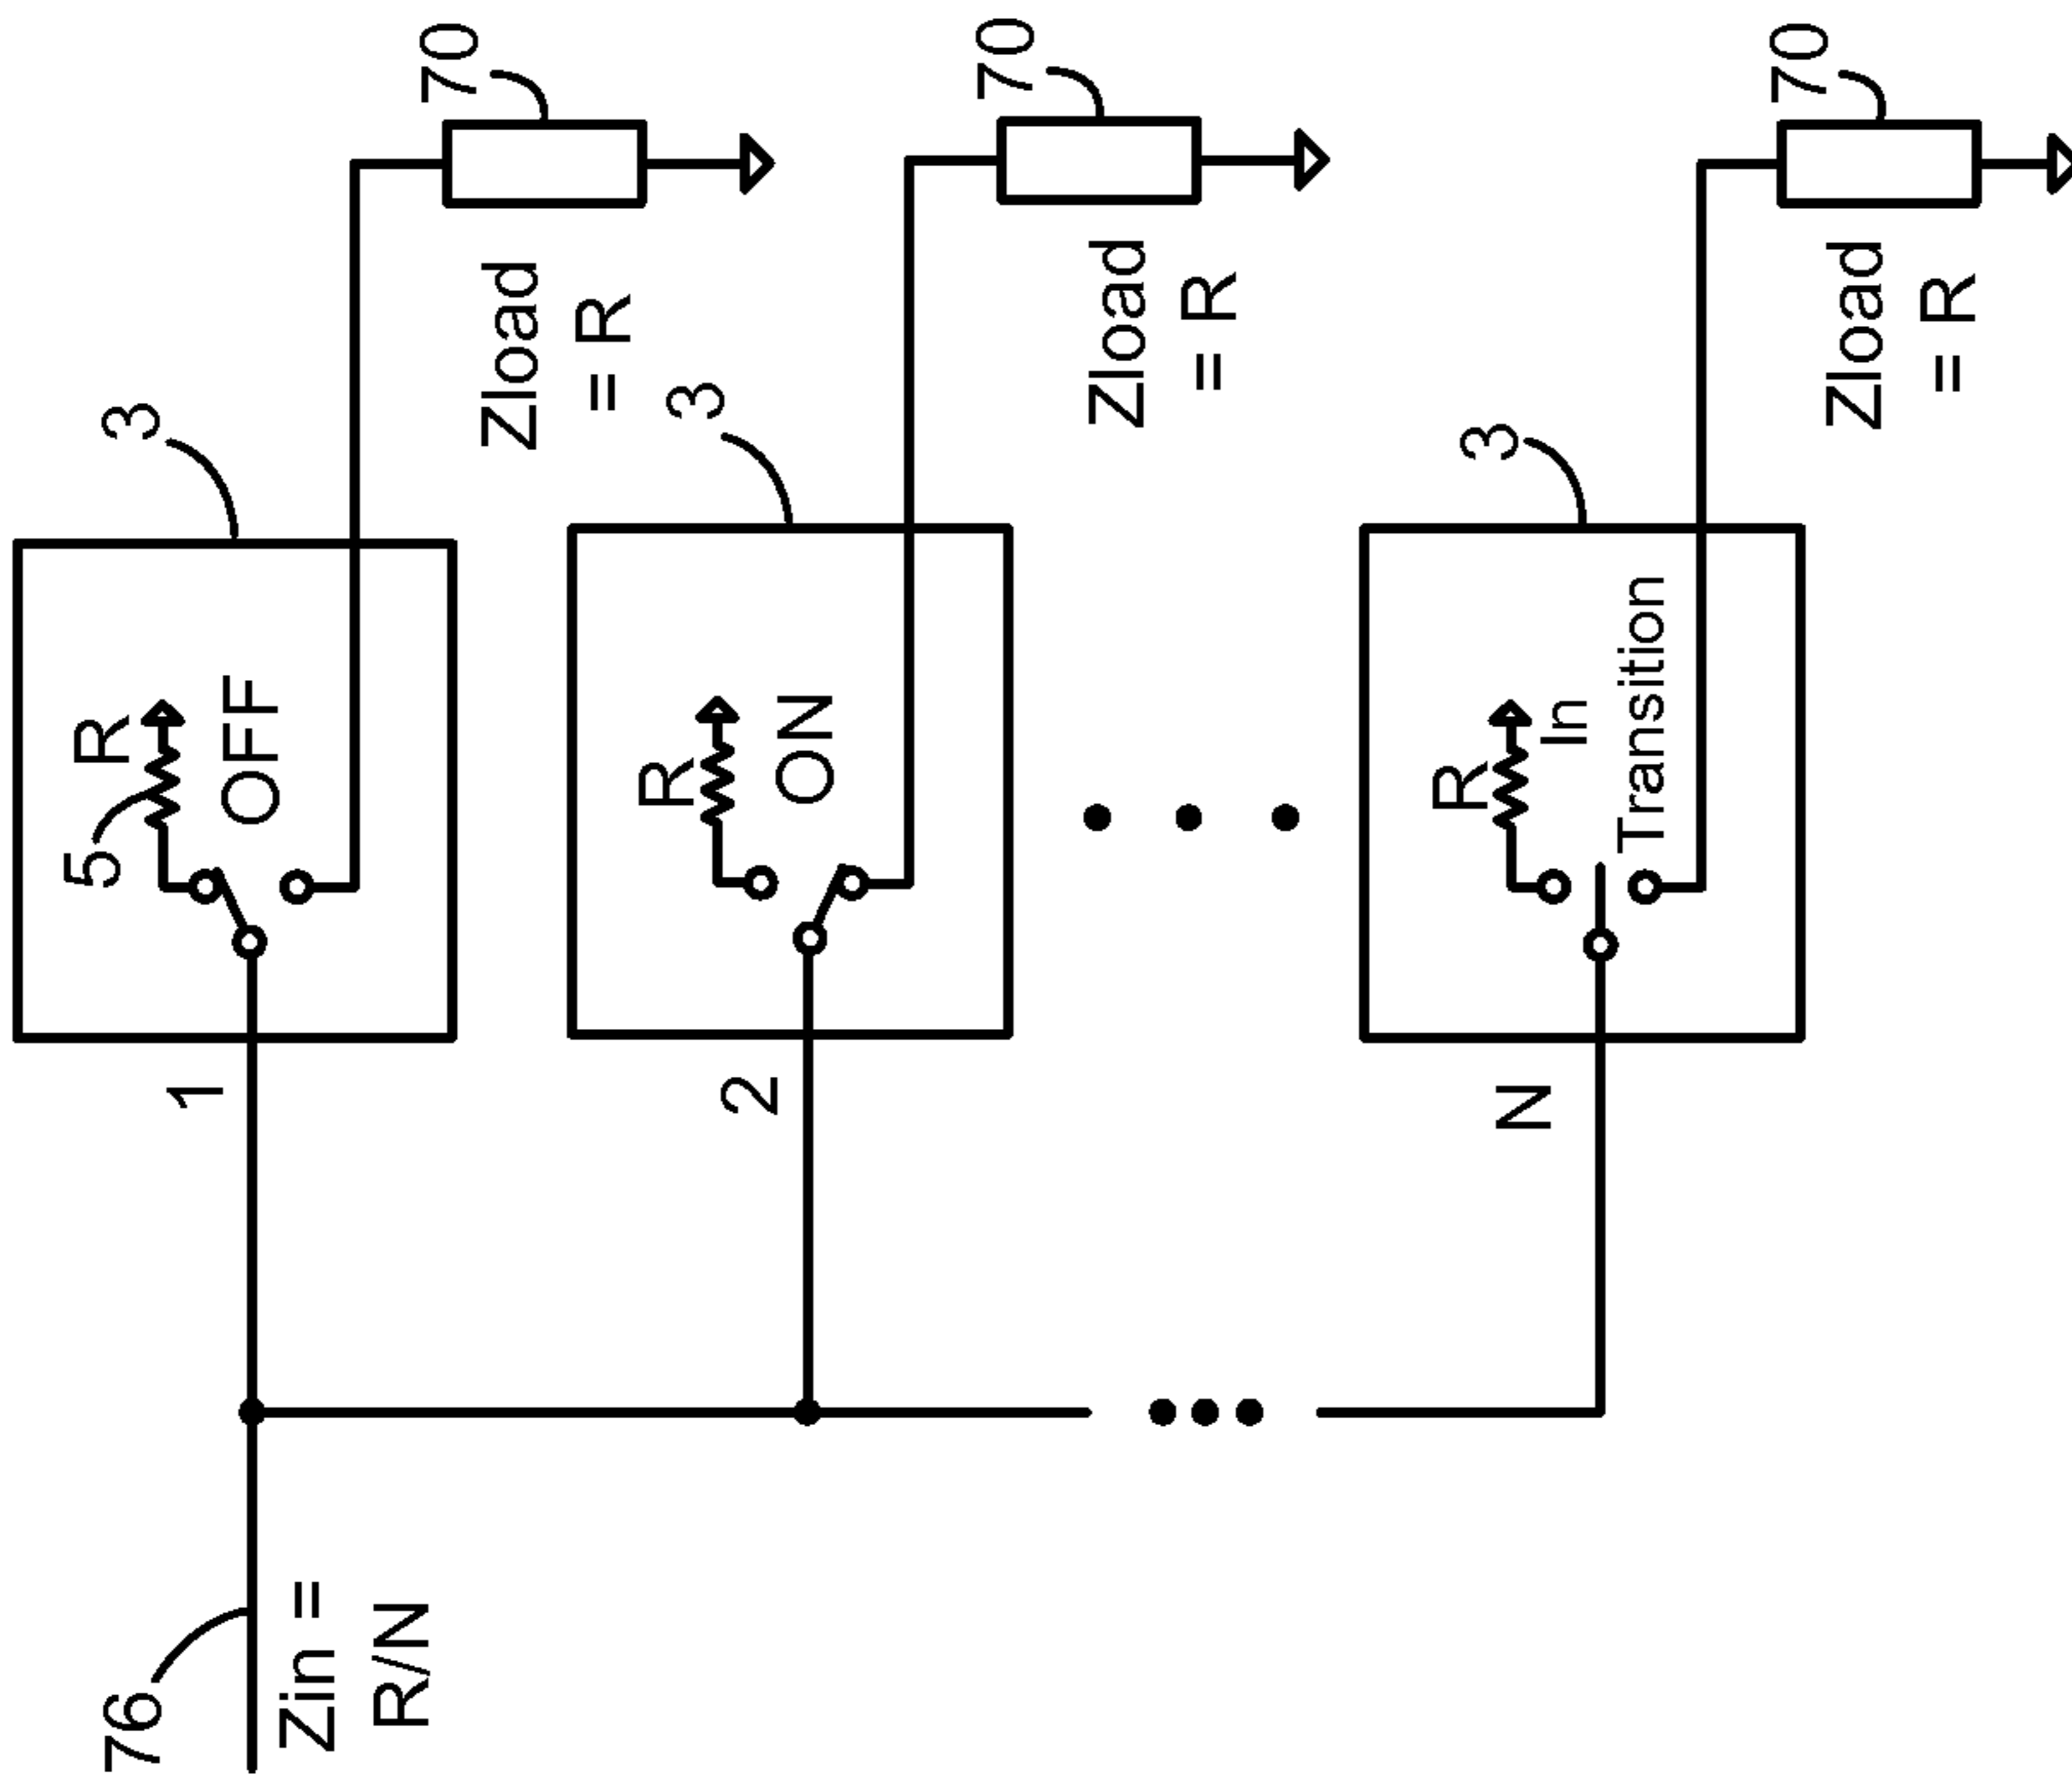 76
Zin =
R/N
1
5
R
OFF
3
70
Zload
= R
2
R
ON
3
70
Zload
= R
N
R
In
Transition
3
70
Zload
= R